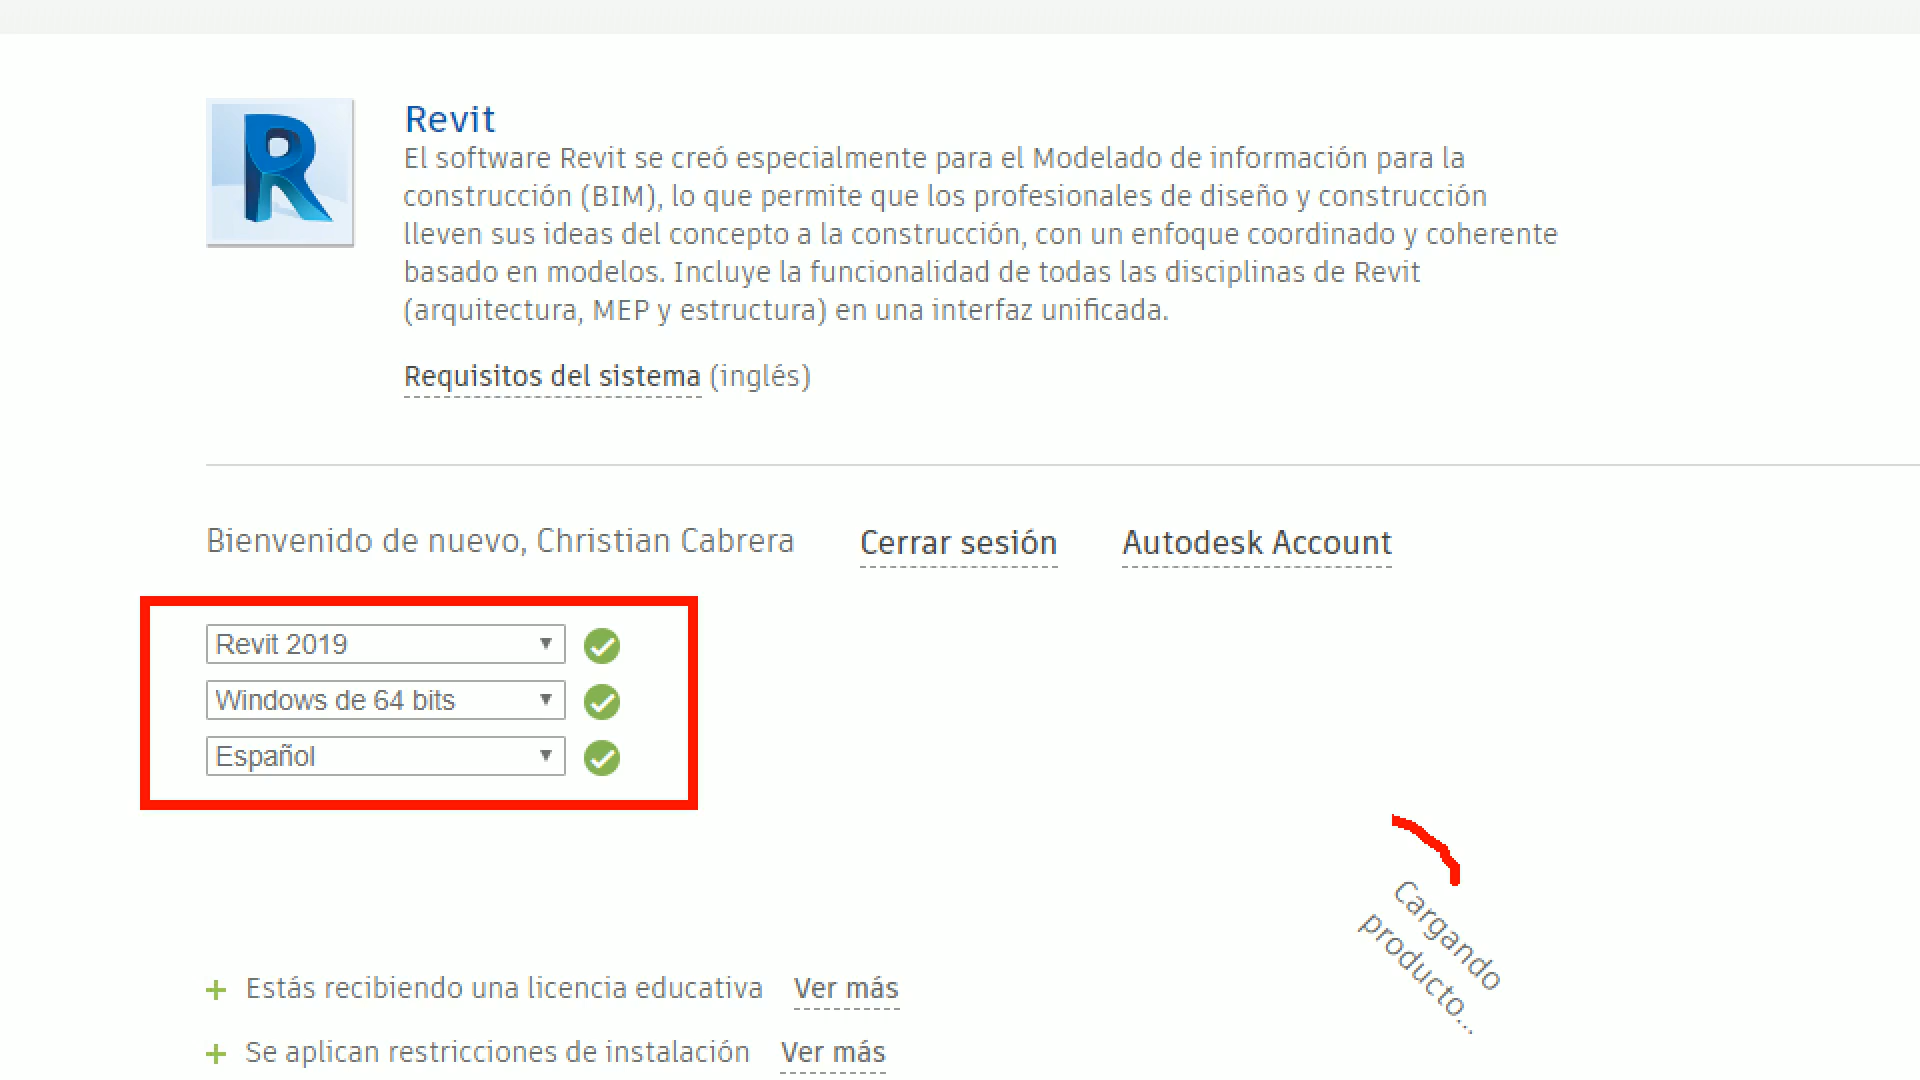 Revit
El software Revit se creó especialmente para el Modelado de información para la
construcción (BIM), lo que permite que los profesionales de diseño y construcción
lleven sus ideas del concepto a la construcción, con un enfoque coordinado y coherente
basado en modelos. Incluye la funcionalidad de todas las disciplinas de Revit
(arquitectura, MEP y estructura) en una interfaz unificada.
Requisitos del sistema (inglés)
Bienvenido de nuevo, Christian Cabrera Cerrar sesión Autodesk Account
Revit 2019
Windows de 64 bits
Español
Cargando
producto...
+ Estás recibiendo una licencia educativa Ver más
+ Se aplican restricciones de instalación Ver más